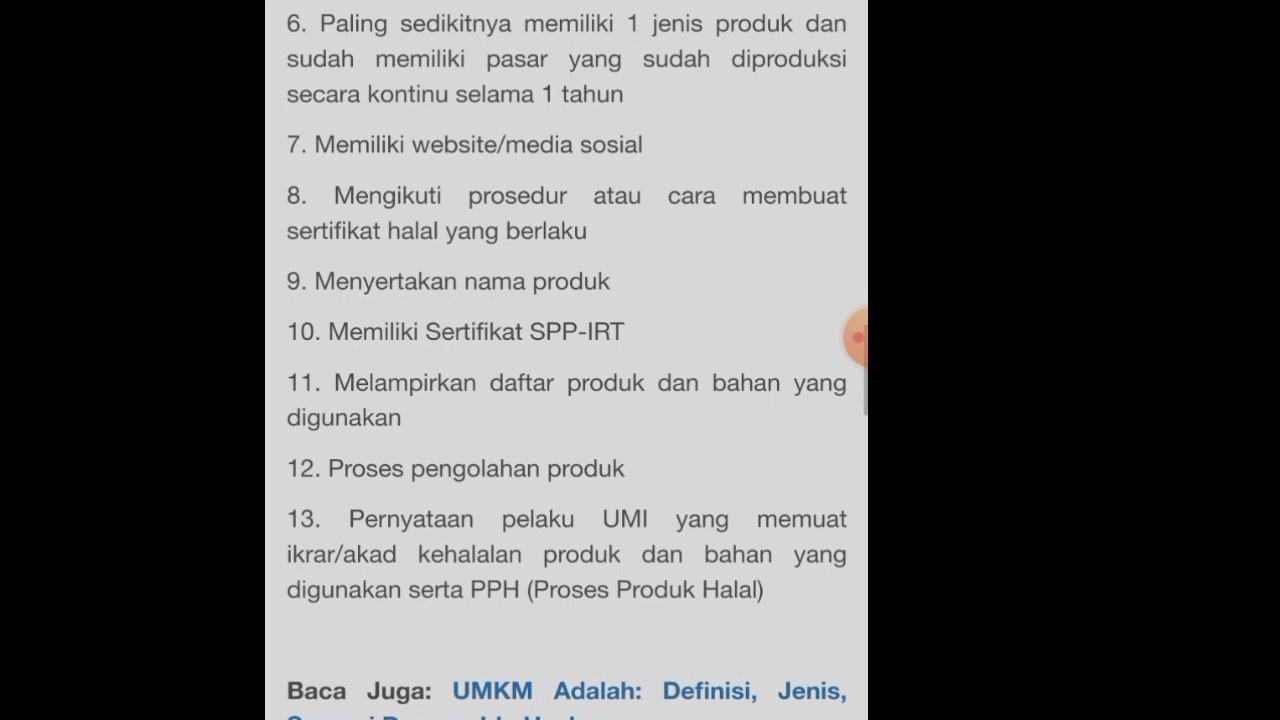 6. Paling sedikitnya memiliki 1 jenis produk dan
sudah memiliki pasar yang sudah diproduksi
secara kontinu selama 1 tahun
7. Memiliki website/media sosial
8. Mengikuti prosedur atau cara membuat
sertifikat halal yang berlaku
9. Menyertakan nama produk
10. Memiliki Sertifikat SPP-IRT
11. Melampirkan daftar produk dan bahan yang
digunakan
12. Proses pengolahan produk
13. Pernyataan pelaku UMI yang memuat
ikrar/akad kehalalan produk dan bahan yang
digunakan serta PPH (Proses Produk Halal)
Baca Juga: UMKM Adalah: Definisi, Jenis,